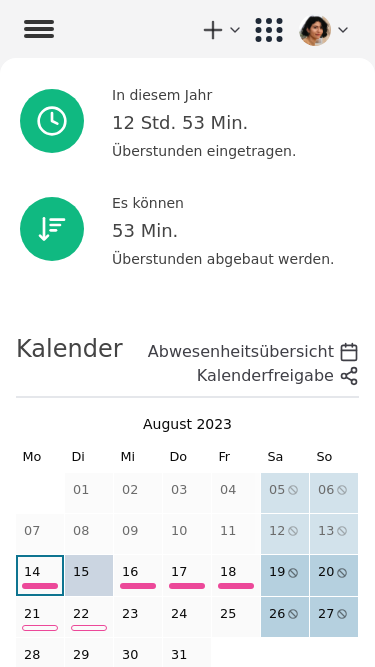 In diesem Jahr
12 Std. 53 Min.
Überstunden eingetragen.
Es können
53 Min.
Überstunden abgebaut werden.
Kalender
Abwesenheitsübersicht
Kalenderfreigabe
August 2023
Mo Di Mi Do Fr Sa So
01 02 03 04 05 06
07 08 09 10 11 12 13
14 15 16 17 18 19 20
21 22 23 24 25 26 27
28 29 30 31